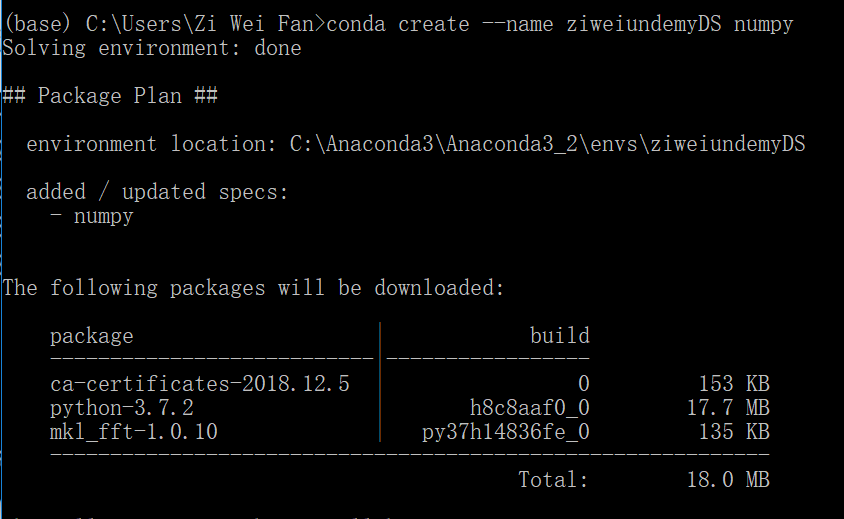 (base) C:\Users\Zi Wei Fan>conda create --name ziweiundemyDS numpy
Solving environment: done
## Package Plan ##
environment location: C:\Anaconda3\Anaconda3_2\envs\ziweiundemyDS
added / updated specs:
- numpy
The following packages will be downloaded:
package | build
---------------------------|-----------------
ca-certificates-2018.12.5 | 0 153 KB
python-3.7.2 | h8c8aaf0_0 17.7 MB
mkl_fft-1.0.10 | py37h14836fe_0 135 KB
------------------------------------------------------------
Total: 18.0 MB